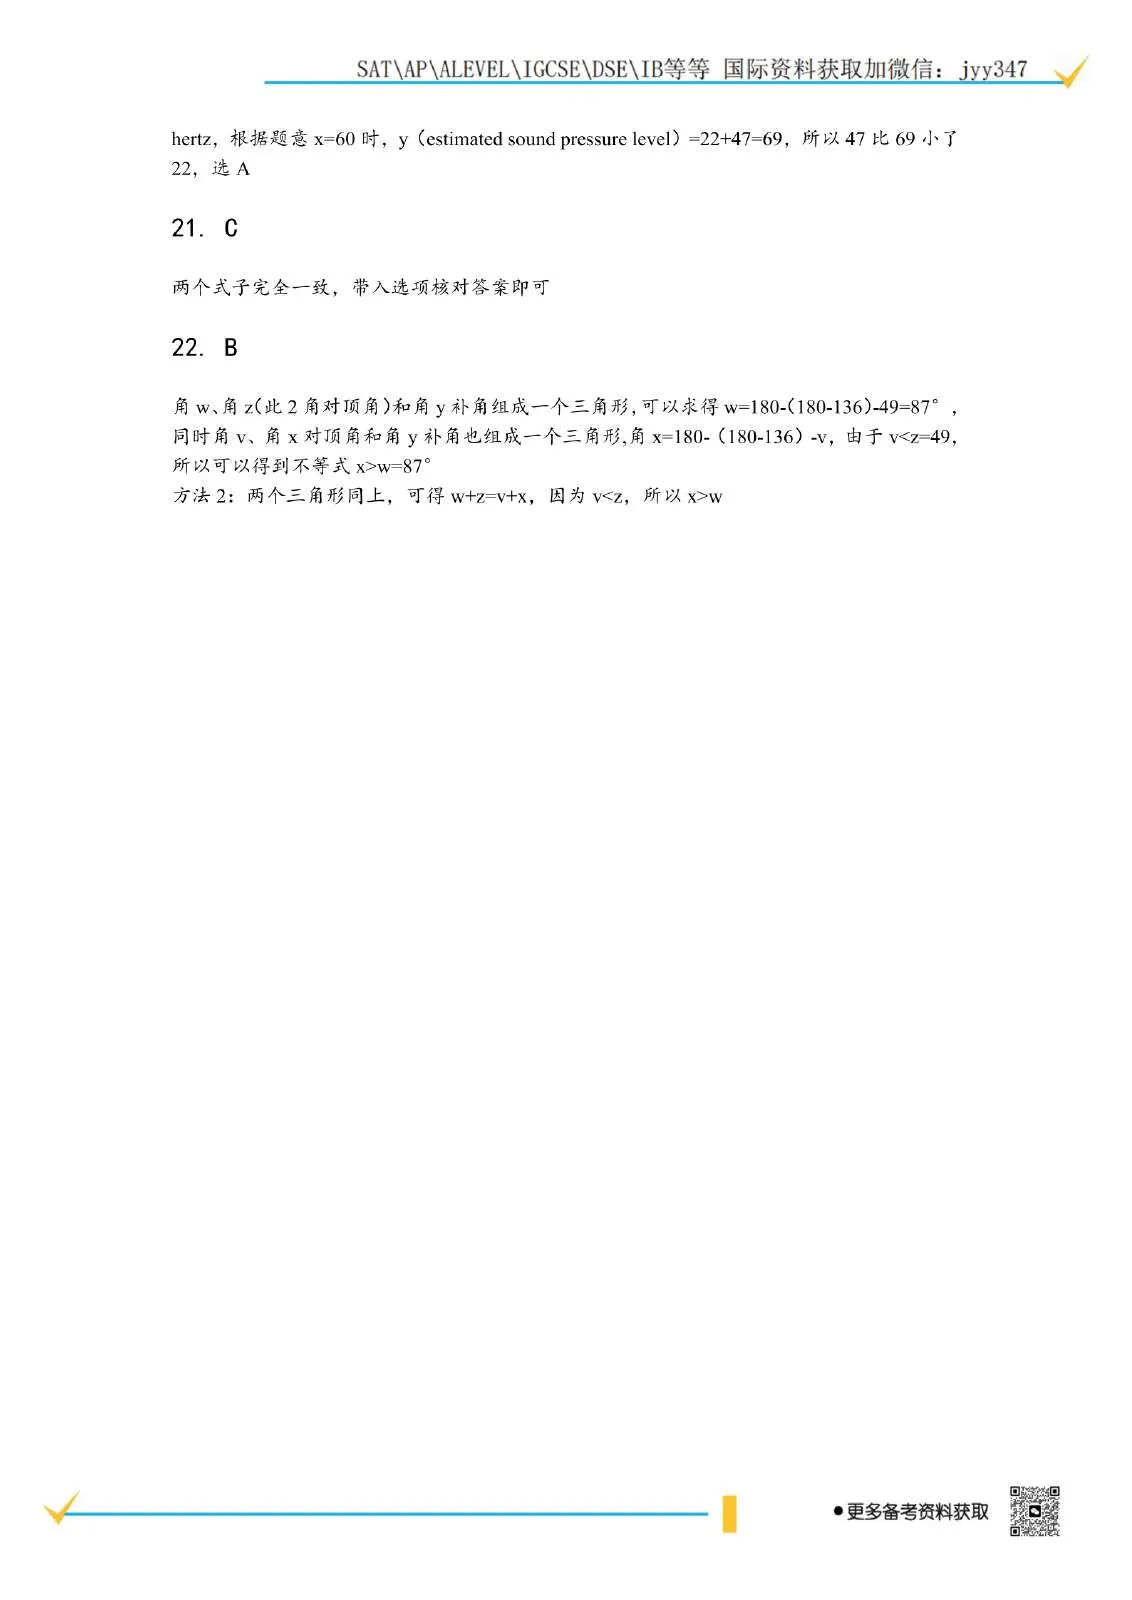 SAT\AP\ALEVEL\IGCSE\DSE\IB等等 国际资料获取加微信：jyy347
hertz，根据题意 x=60 时，y（estimated sound pressure level）=22+47=69，所以 47 比 69 小了
22，选 A
21. C
两个式子完全一致，带入选项核对答案即可
22. B
角 w、角 z(此 2 角对顶角)和角 y 补角组成一个三角形,可以求得 w=180-(180-136)-49=87°，
同时角 v、角 x 对顶角和角 y 补角也组成一个三角形,角 x=180-（180-136）-v，由于 v<z=49，
所以可以得到不等式 x>w=87°
方法 2：两个三角形同上，可得 w+z=v+x，因为 v<z，所以 x>w
●更多备考资料获取